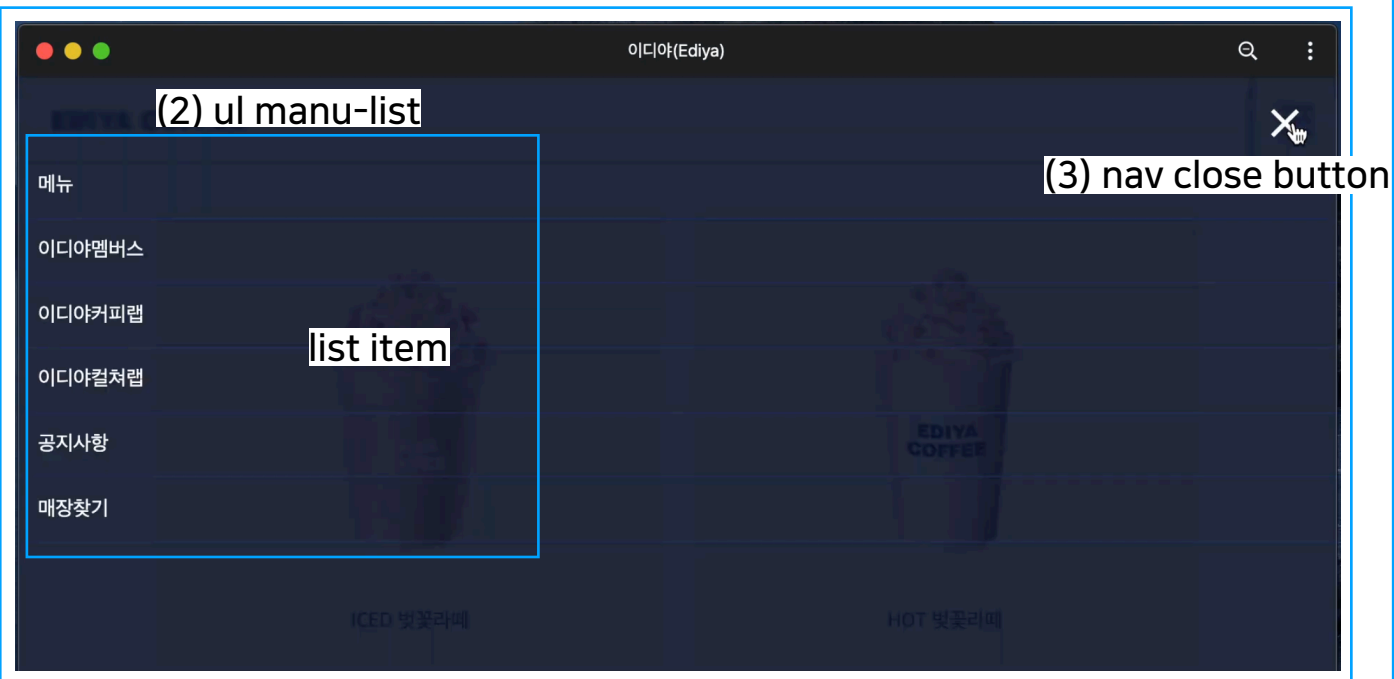 이디야(Ediya)
(2) ul manu-list
(3) nav close button
메뉴
이디야멤버스
이디야커피랩
list item
이디야컬쳐랩
공지사항
매장찾기
EDIYA
COFFEE
ICED 벚꽃라떼
HOT 벚꽃라떼